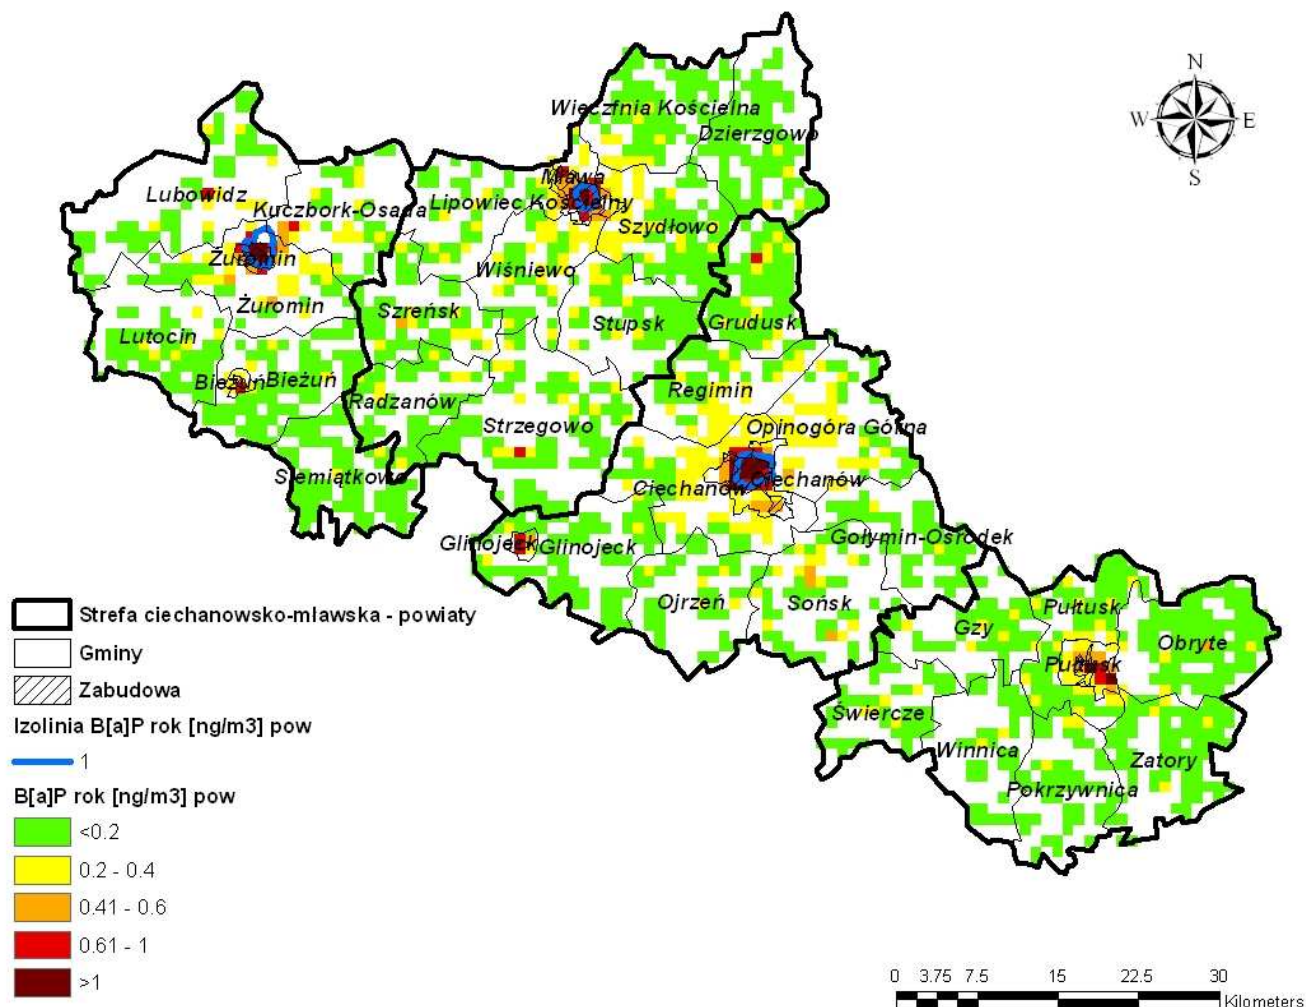 N
W E
S
Wieczfnia Kościelna
Dzierzgowo
Mława
Lubowidz
Kuczbork-Osada
Lipowiec Kościelny
Szydłowo
Żuromin
Wiśniewo
Żuromin
Szreńsk
Stupsk
Grudusk
Lutocin
Bieżuń
Bieżuń
Regimin
Radzanów
Strzegowo
Opinogóra Górna
Siemiątkowo
Ciechanów
Ciechanów
Glinojeck
Glinojeck
Gołymin-Ośrodek
Ojrzeń
Sońsk
Pułtusk
Gzy
Obryte
Pułtusk
Świercze
Winnica
Zatory
Pokrzywnica
Strefa ciechanowsko-mławska - powiaty
Gminy
Zabudowa
Izolinia B[a]P rok [ng/m3] pow
1
B[a]P rok [ng/m3] pow
<0.2
0.2 - 0.4
0.41 - 0.6
0.61 - 1
>1
0 3.75 7.5 15 22.5 30
Kilometers